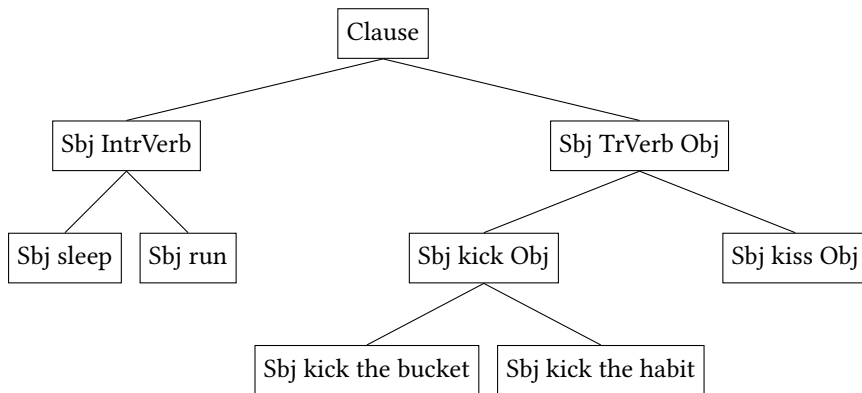 Clause
Sbj IntrVerb
Sbj TrVerb Obj
Sbj sleep
Sbj run
Sbj kick Obj
Sbj kiss Obj
Sbj kick the bucket
Sbj kick the habit